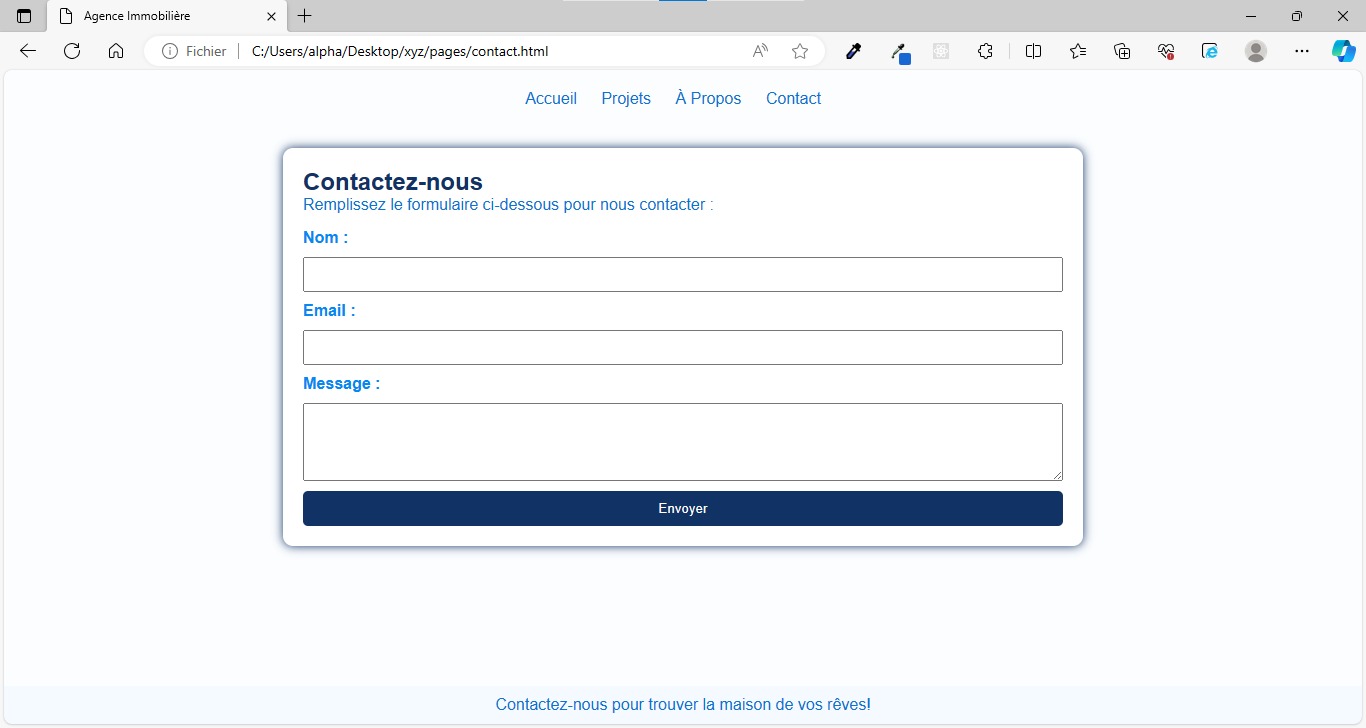 Agence Immobilière
Fichier C:/Users/alpha/Desktop/xyz/pages/contact.html
Accueil Projets À Propos Contact
Contactez-nous
Remplissez le formulaire ci-dessous pour nous contacter :
Nom :
Email :
Message :
Envoyer
Contactez-nous pour trouver la maison de vos rêves!